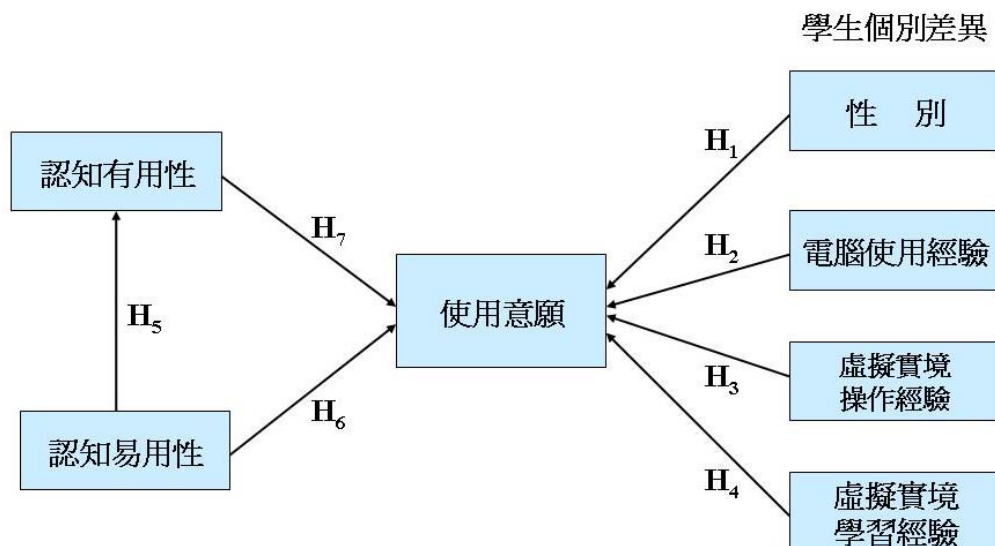 學生個別差異
性 別
H₁
認知有用性
H₇
H₂
電腦使用經驗
使用意願
H₅
H₃
虛擬實境
操作經驗
H₆
認知易用性
H₄
虛擬實境
學習經驗